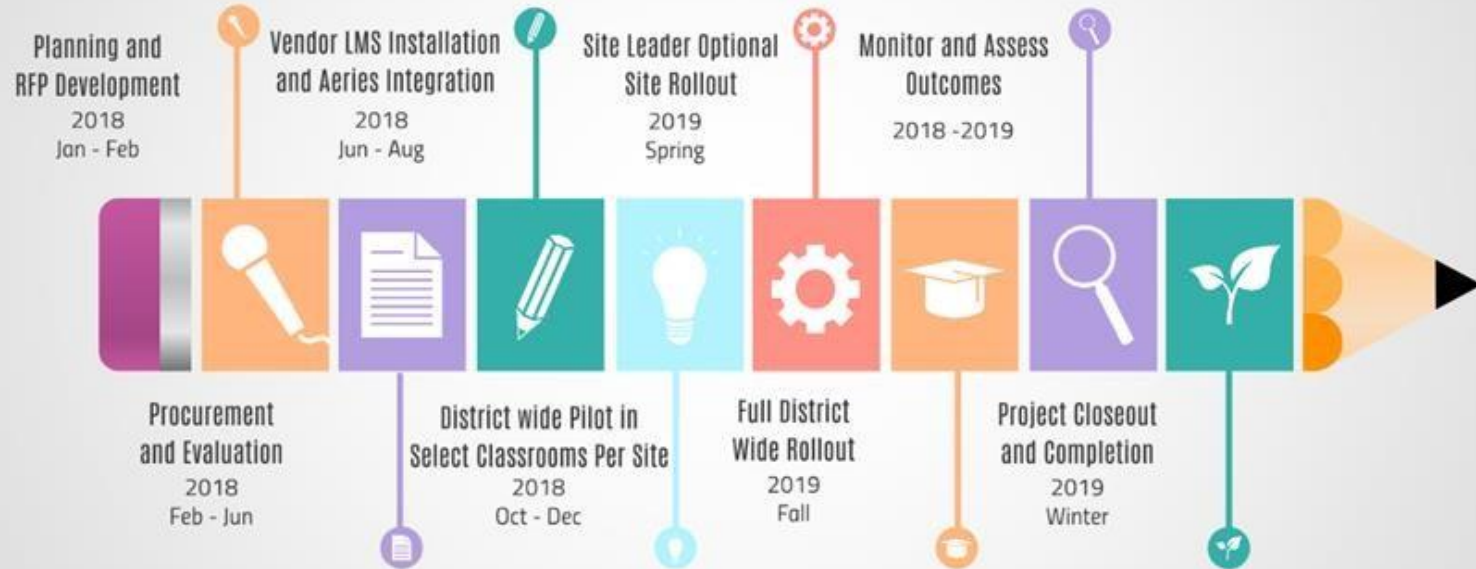 Planning and
RFP Development
2018
Jan - Feb
Vendor LMS Installation
and Aeries Integration
2018
Jun - Aug
Site Leader Optional
Site Rollout
2019
Spring
Monitor and Assess
Outcomes
2018 -2019
Procurement
and Evaluation
2018
Feb - Jun
District wide Pilot in
Select Classrooms Per Site
2018
Oct - Dec
Full District
Wide Rollout
2019
Fall
Project Closeout
and Completion
2019
Winter